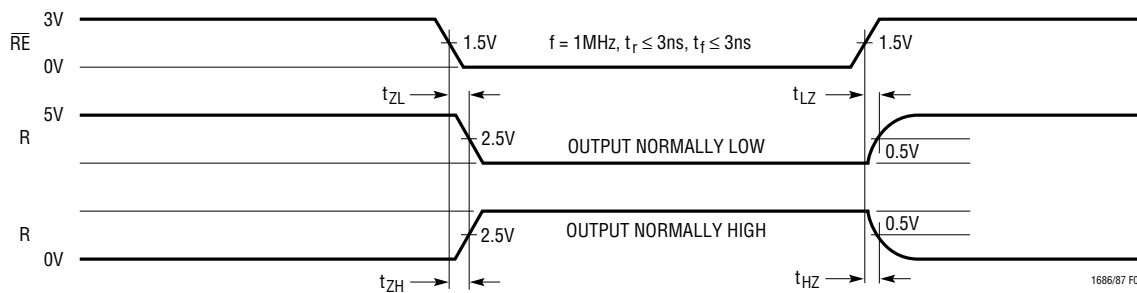 3V
RE
0V
1.5V
f = 1MHz, tr ≤ 3ns, tf ≤ 3ns
1.5V
tZL
tLZ
5V
R
2.5V
OUTPUT NORMALLY LOW
0.5V
R
2.5V
OUTPUT NORMALLY HIGH
0.5V
0V
tZH
tHZ
1686/87